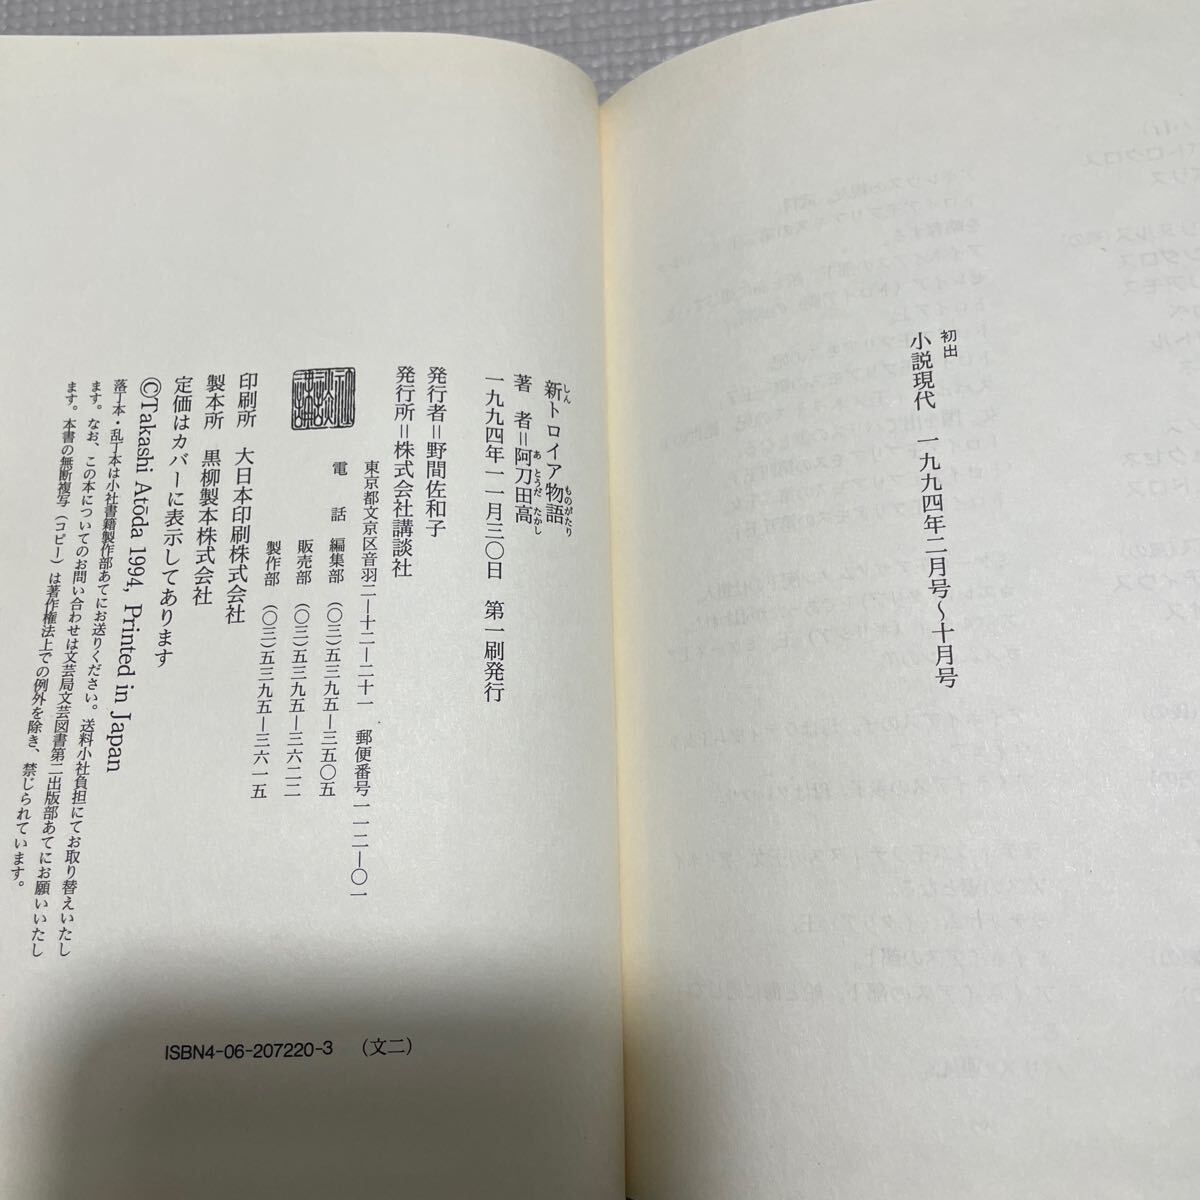 初出
小説現代　一九九四年二月号〜十月号
新トロイア物語
しん
ものがたり
著　者＝阿刀田高
あとうだ たかし
一九九四年一一月三〇日　第一刷発行
発行者＝野間佐和子
発行所＝株式会社講談社
東京都文京区音羽二―一二―二一　郵便番号一一二―〇一
電　話　編集部　（〇三）五三九五―三五〇五
販売部　（〇三）五三九五―三六二二
製作部　（〇三）五三九五―三六一五
印刷所　大日本印刷株式会社
製本所　黒柳製本株式会社
定価はカバーに表示してあります
©Takashi Atōda 1994, Printed in Japan
落丁本・乱丁本は小社書籍製作部あてにお送りください。送料小社負担にてお取り替えいたし
ます。なお、この本についてのお問い合わせは文芸局文芸図書第二出版部あてにお願いいたし
ます。本書の無断複写（コピー）は著作権法上での例外を除き、禁じられています。
ISBN4-06-207220-3　（文二）